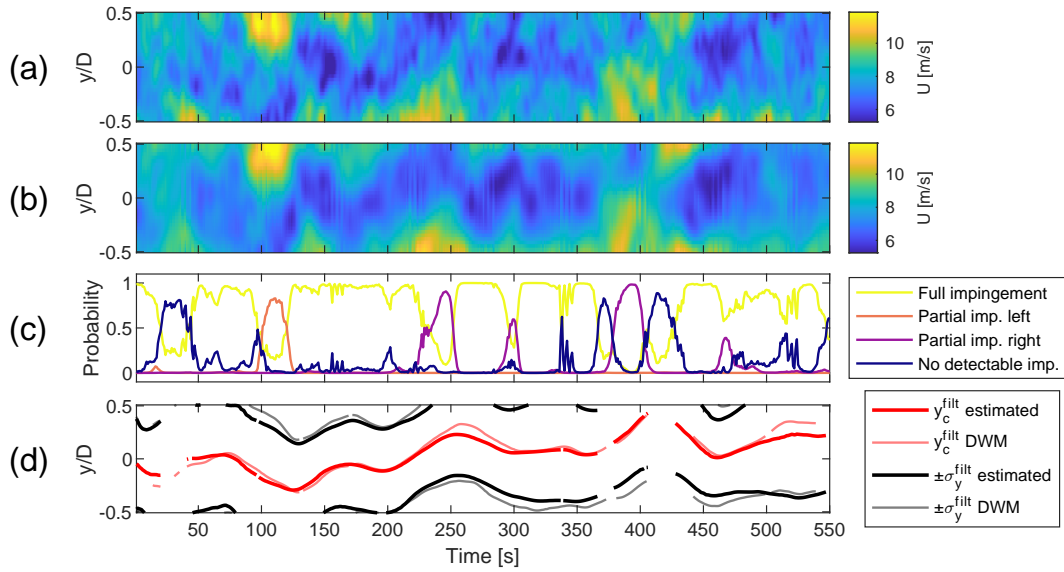 (a)
y/D
0.5
0
-0.5
10
8
6
U [m/s]
(b)
y/D
0.5
0
-0.5
10
8
6
U [m/s]
(c)
Probability
1
0.5
0
Full impingement
Partial imp. left
Partial imp. right
No detectable imp.
(d)
y/D
0.5
0
-0.5
50 100 150 200 250 300 350 400 450 500 550
Time [s]
y_c^filt estimated
y_c^filt DWM
±σ_y^filt estimated
±σ_y^filt DWM